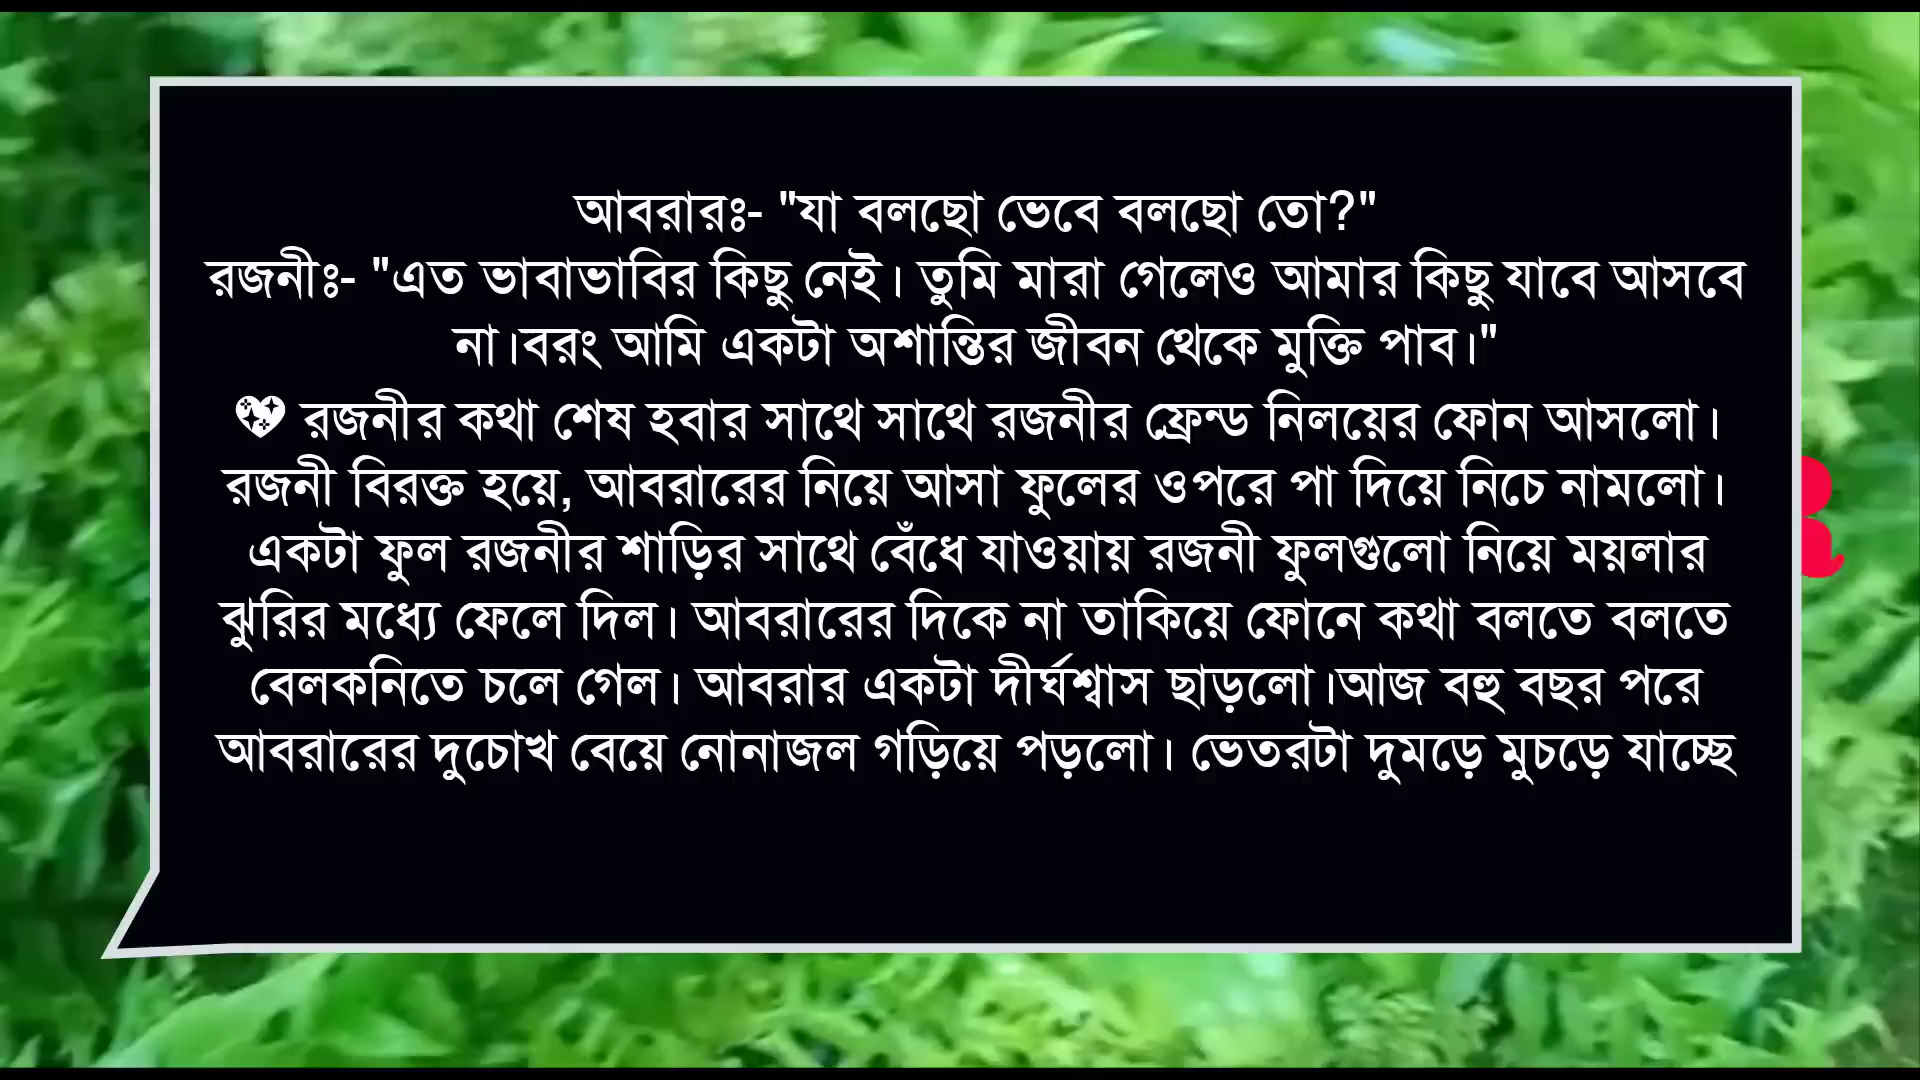 আবরারঃ- "যা বলছো ভেবে বলছো তো?"
রজনীঃ- "এত ভাবাভাবির কিছু নেই। তুমি মারা গেলেও আমার কিছু যাবে আসবে
না।বরং আমি একটা অশান্তির জীবন থেকে মুক্তি পাব।"
💖 রজনীর কথা শেষ হবার সাথে সাথে রজনীর ফ্রেন্ড নিলয়ের ফোন আসলো।
রজনী বিরক্ত হয়ে, আবরারের নিয়ে আসা ফুলের ওপরে পা দিয়ে নিচে নামলো।
একটা ফুল রজনীর শাড়ির সাথে বেঁধে যাওয়ায় রজনী ফুলগুলো নিয়ে ময়লার
ঝুরির মধ্যে ফেলে দিল। আবরারের দিকে না তাকিয়ে ফোনে কথা বলতে বলতে
বেলকনিতে চলে গেল। আবরার একটা দীর্ঘশ্বাস ছাড়লো।আজ বহু বছর পরে
আবরারের দুচোখ বেয়ে নোনাজল গড়িয়ে পড়লো। ভেতরটা দুমড়ে মুচড়ে যাচ্ছে